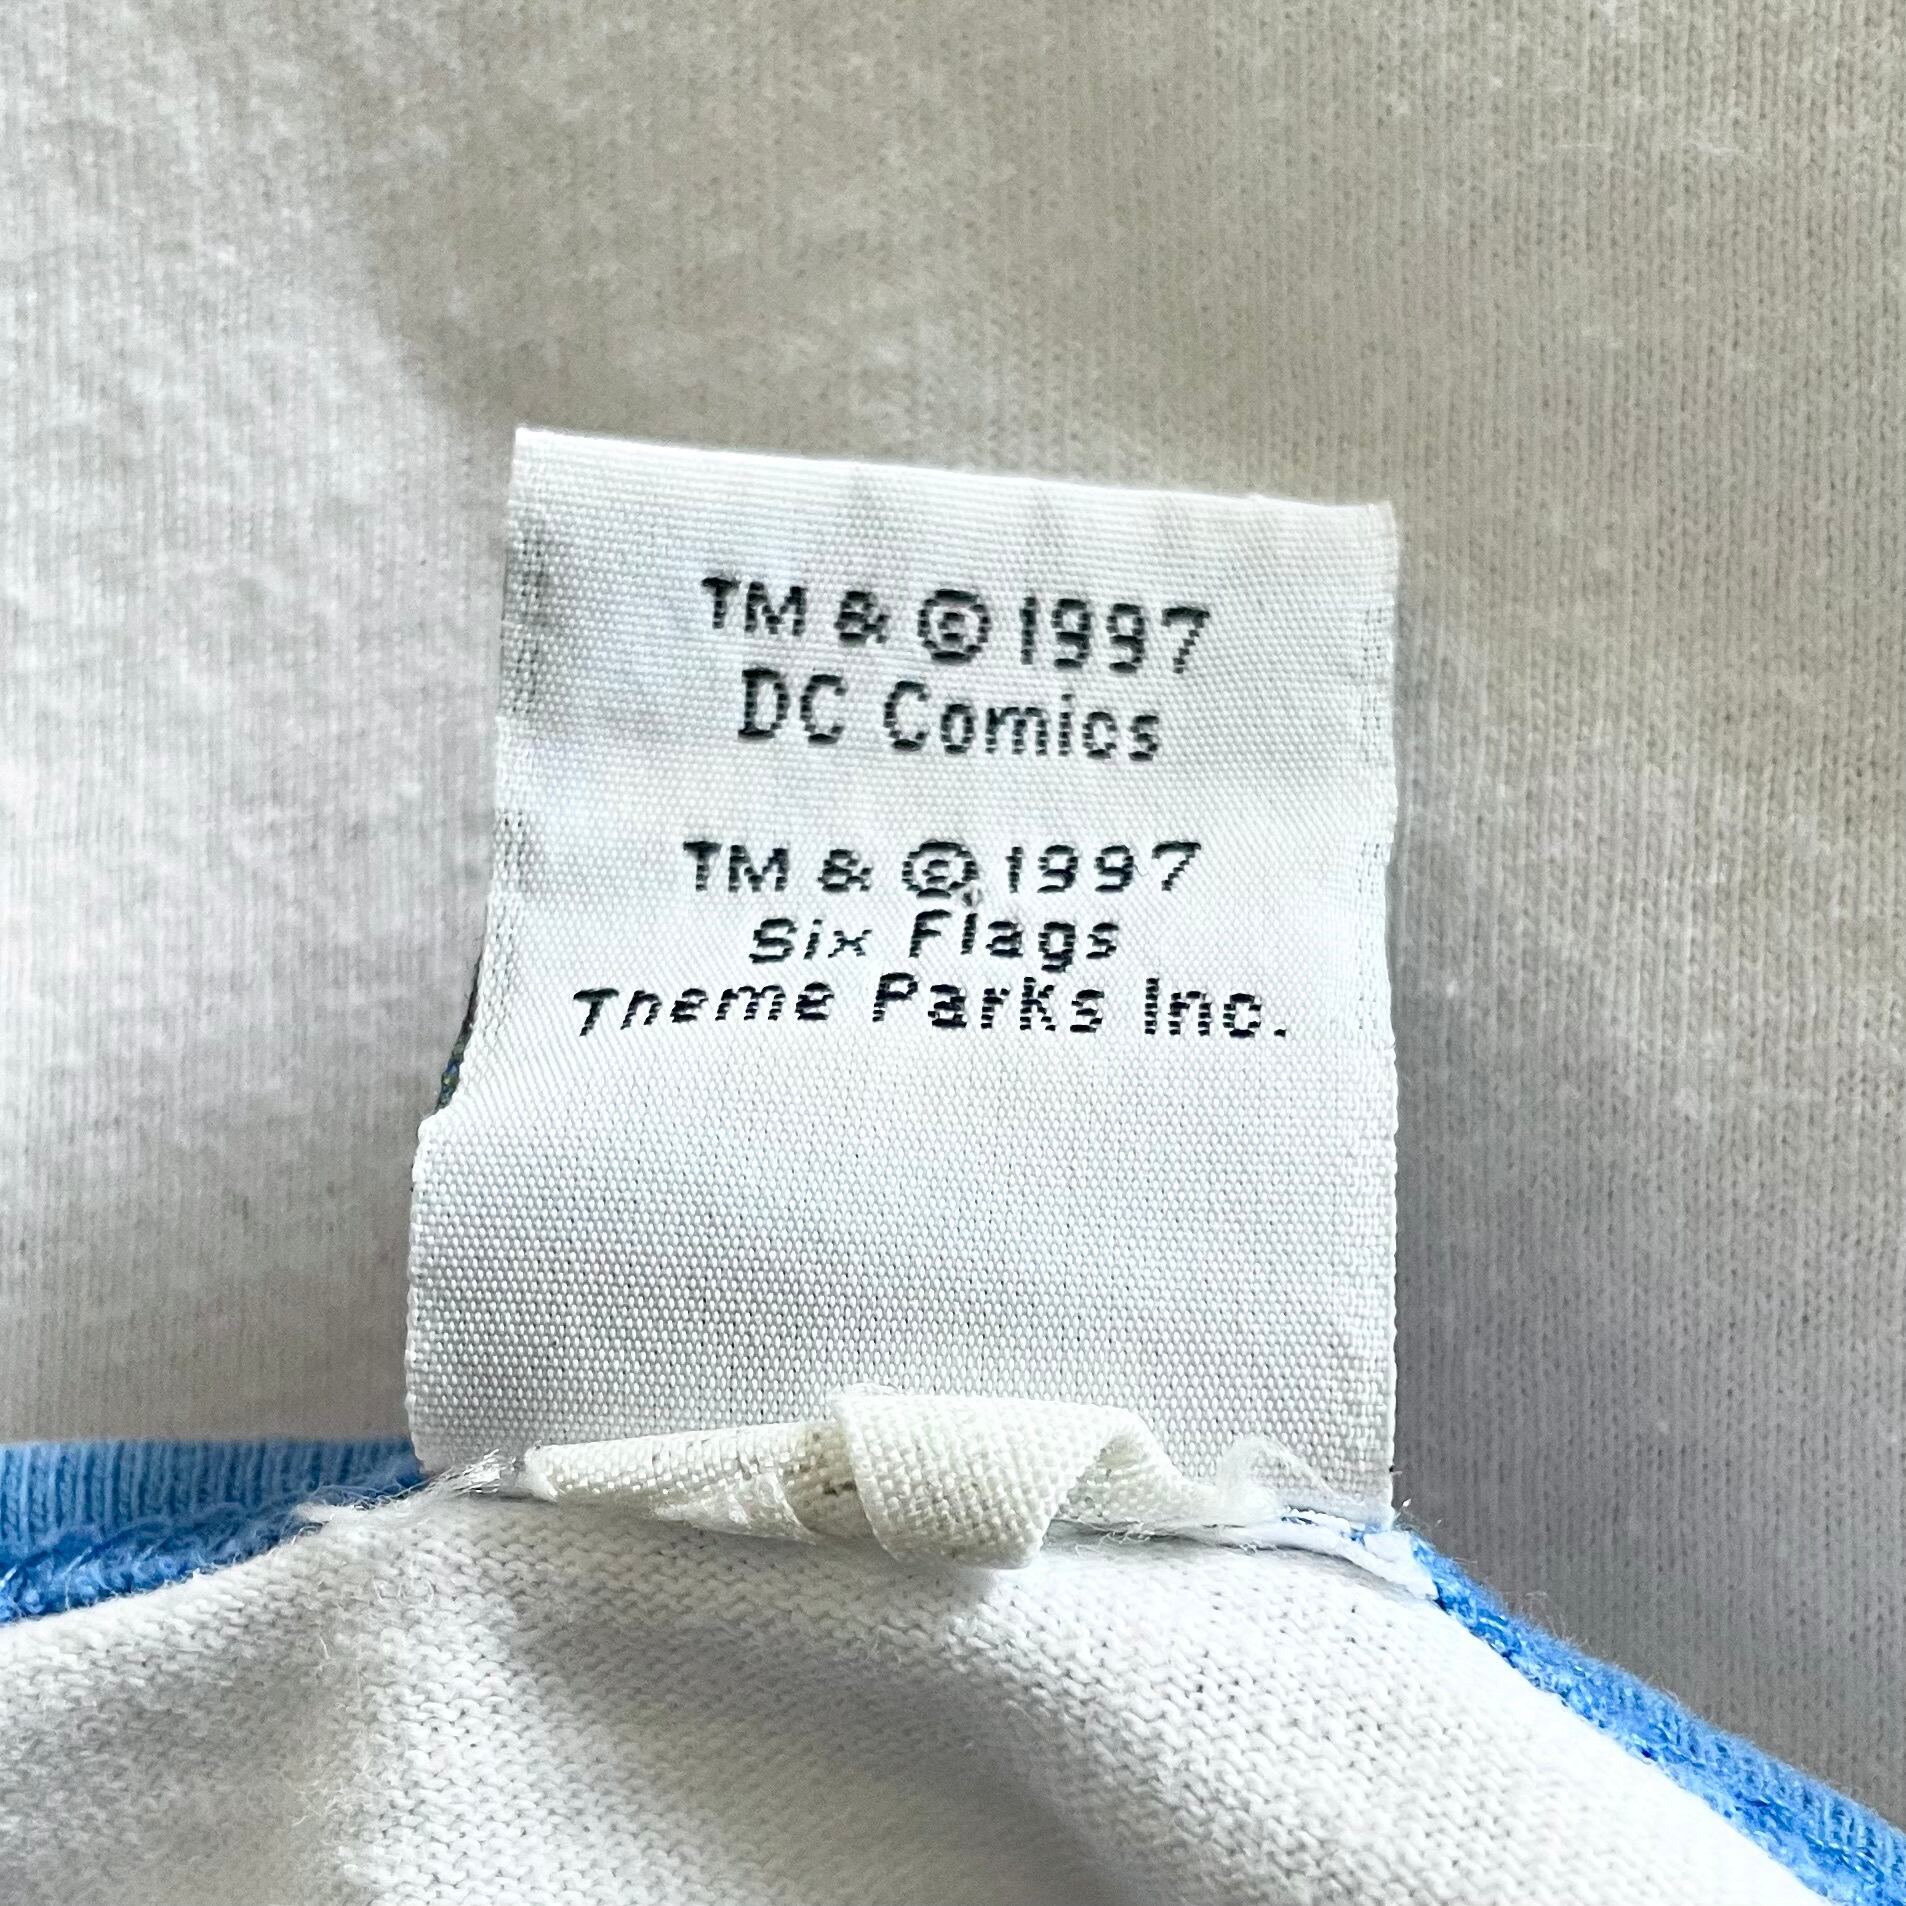 TM & © 1997
DC Comics
TM & © 1997
Six Flags
Theme Parks Inc.